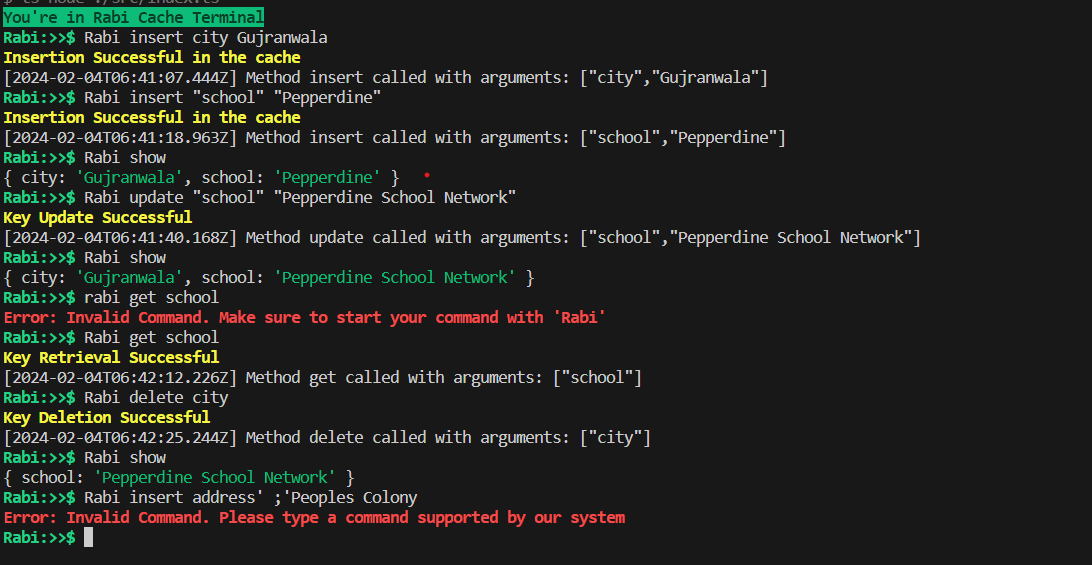 $ ts-node ./src/index.ts
You're in Rabi Cache Terminal
Rabi:>>$ Rabi insert city Gujranwala
Insertion Successful in the cache
[2024-02-04T06:41:07.444Z] Method insert called with arguments: ["city","Gujranwala"]
Rabi:>>$ Rabi insert "school" "Pepperdine"
Insertion Successful in the cache
[2024-02-04T06:41:18.963Z] Method insert called with arguments: ["school","Pepperdine"]
Rabi:>>$ Rabi show
{ city: 'Gujranwala', school: 'Pepperdine' }
Rabi:>>$ Rabi update "school" "Pepperdine School Network"
Key Update Successful
[2024-02-04T06:41:40.168Z] Method update called with arguments: ["school","Pepperdine School Network"]
Rabi:>>$ Rabi show
{ city: 'Gujranwala', school: 'Pepperdine School Network' }
Rabi:>>$ rabi get school
Error: Invalid Command. Make sure to start your command with 'Rabi'
Rabi:>>$ Rabi get school
Key Retrieval Successful
[2024-02-04T06:42:12.226Z] Method get called with arguments: ["school"]
Rabi:>>$ Rabi delete city
Key Deletion Successful
[2024-02-04T06:42:25.244Z] Method delete called with arguments: ["city"]
Rabi:>>$ Rabi show
{ school: 'Pepperdine School Network' }
Rabi:>>$ Rabi insert address' ;'Peoples Colony
Error: Invalid Command. Please type a command supported by our system
Rabi:>>$